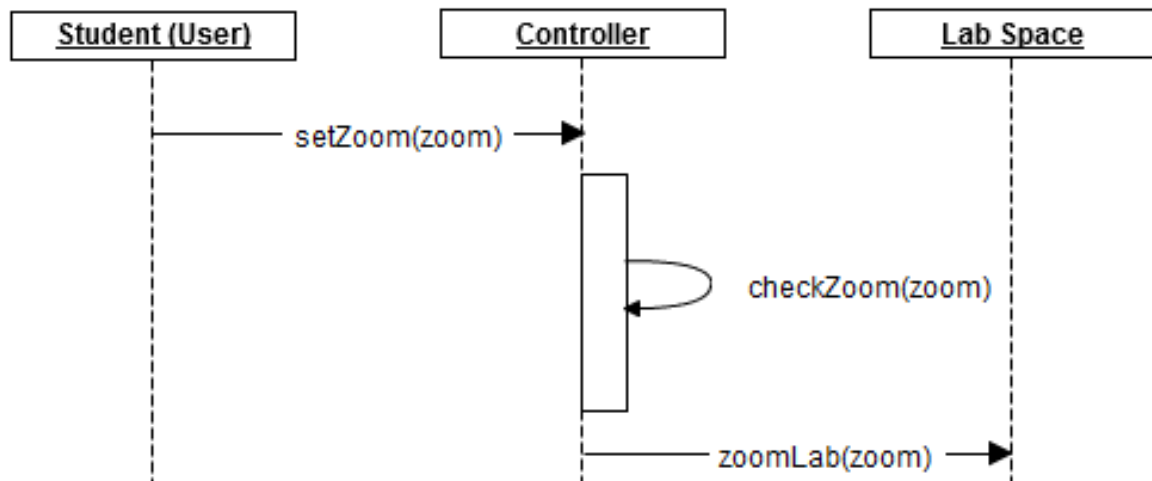 Student (User)
Controller
Lab Space
setZoom(zoom)
checkZoom(zoom)
zoomLab(zoom)